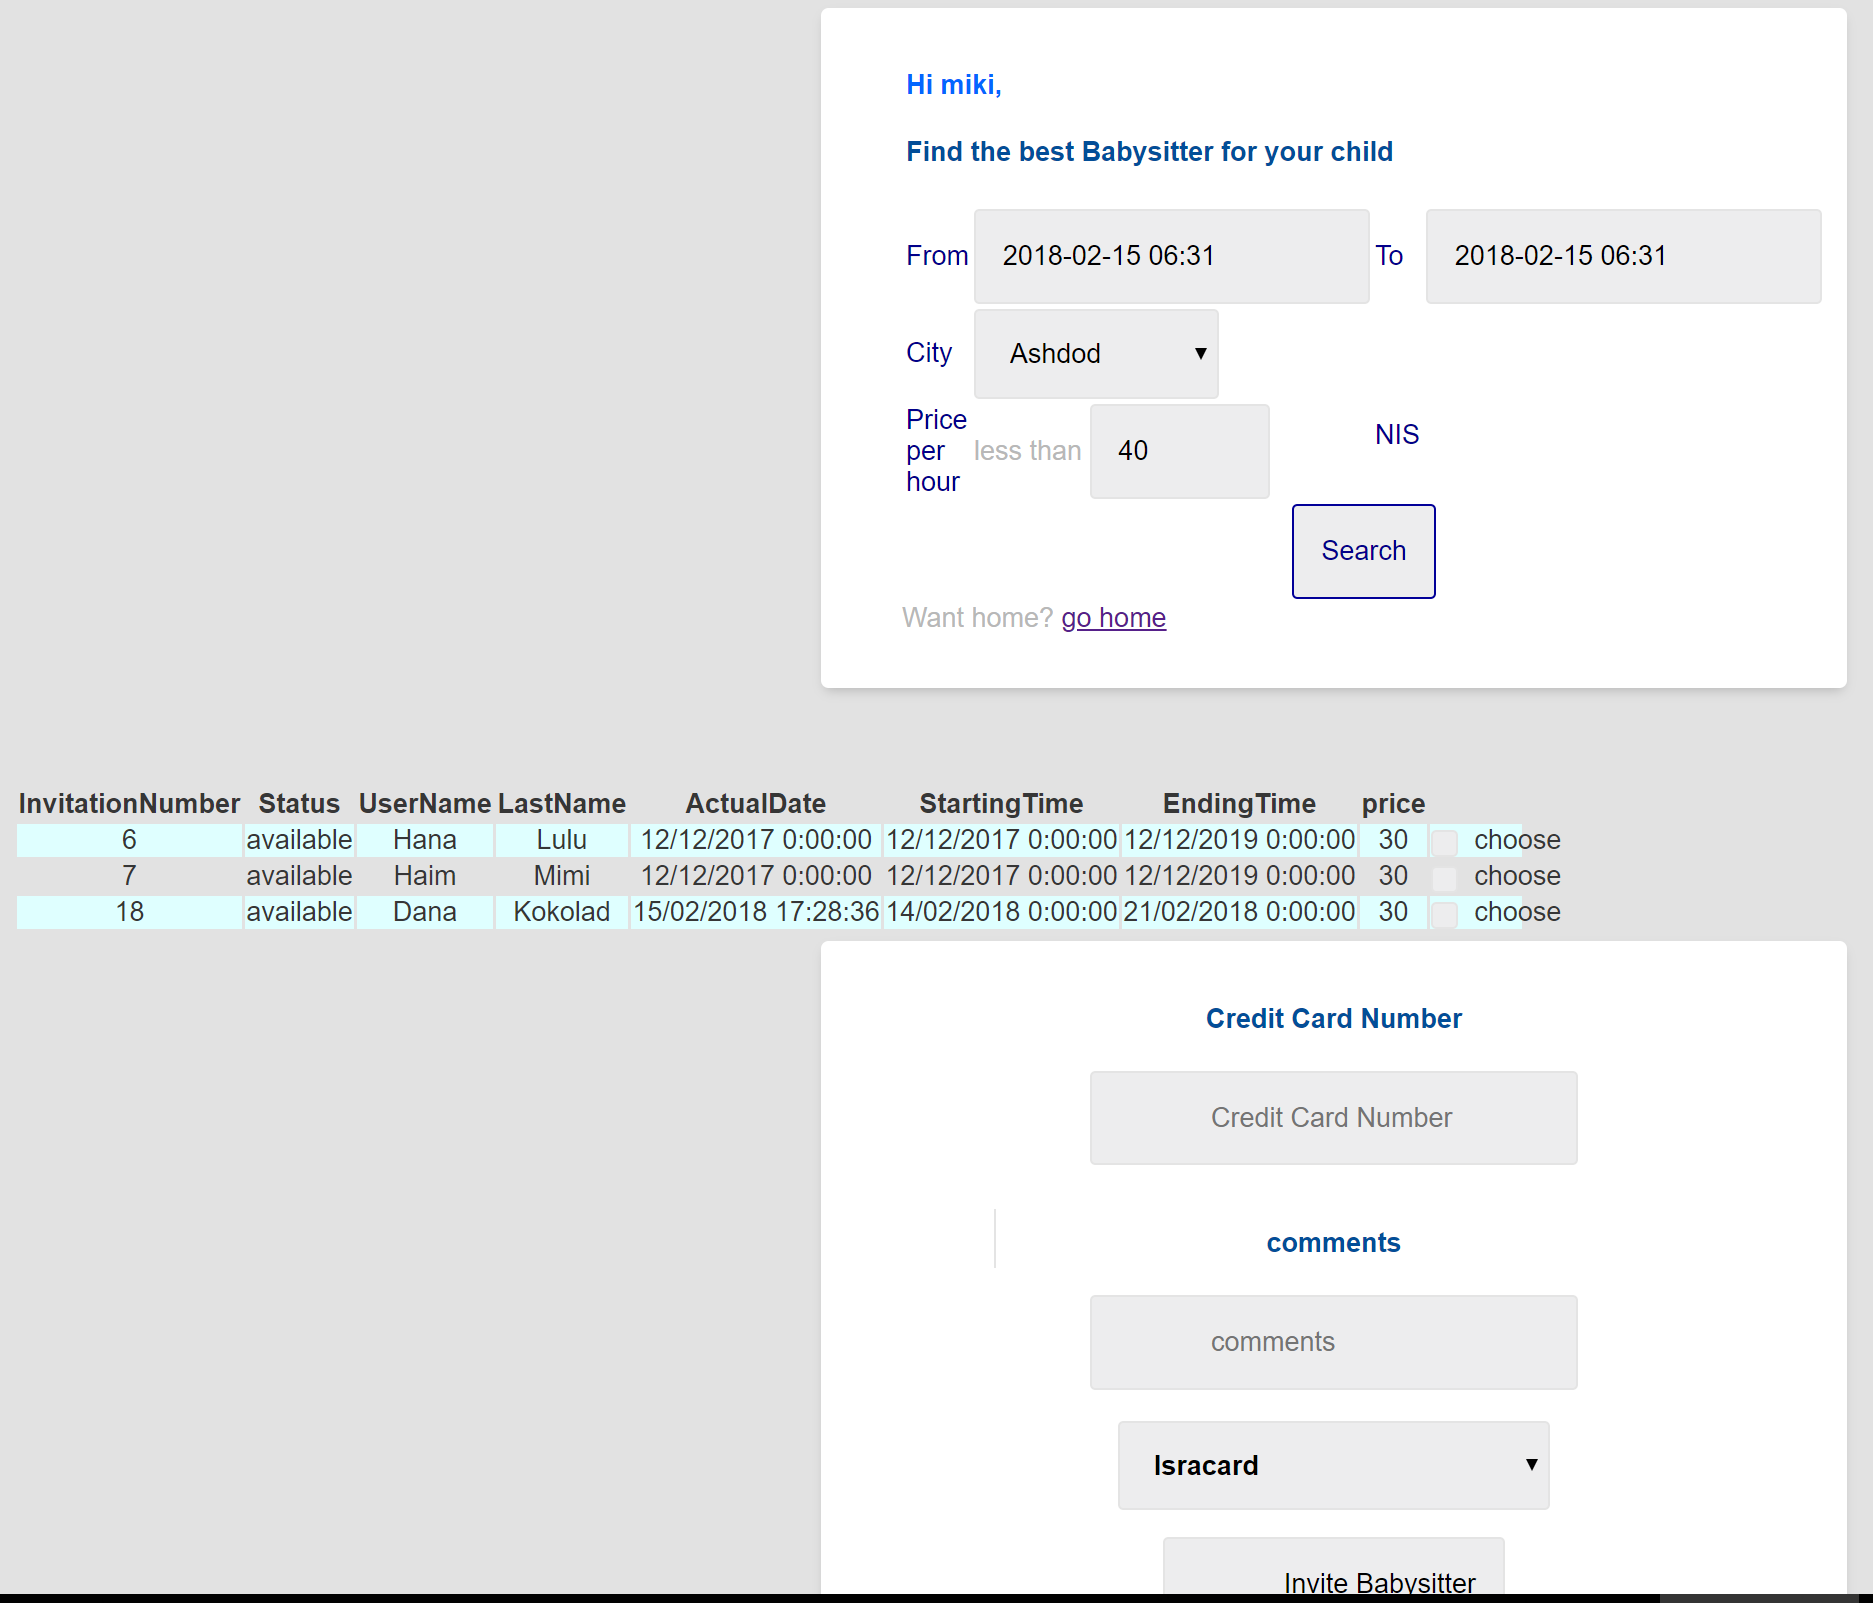 Hi miki,
Find the best Babysitter for your child
From 2018-02-15 06:31 To 2018-02-15 06:31
City Ashdod
Price per hour less than 40 NIS
Search
Want home? go home
InvitationNumber Status UserName LastName ActualDate StartingTime EndingTime price
6 available Hana Lulu 12/12/2017 0:00:00 12/12/2017 0:00:00 12/12/2019 0:00:00 30 choose
7 available Haim Mimi 12/12/2017 0:00:00 12/12/2017 0:00:00 12/12/2019 0:00:00 30 choose
18 available Dana Kokolad 15/02/2018 17:28:36 14/02/2018 0:00:00 21/02/2018 0:00:00 30 choose
Credit Card Number
Credit Card Number
comments
comments
Isracard
Invite Babysitter